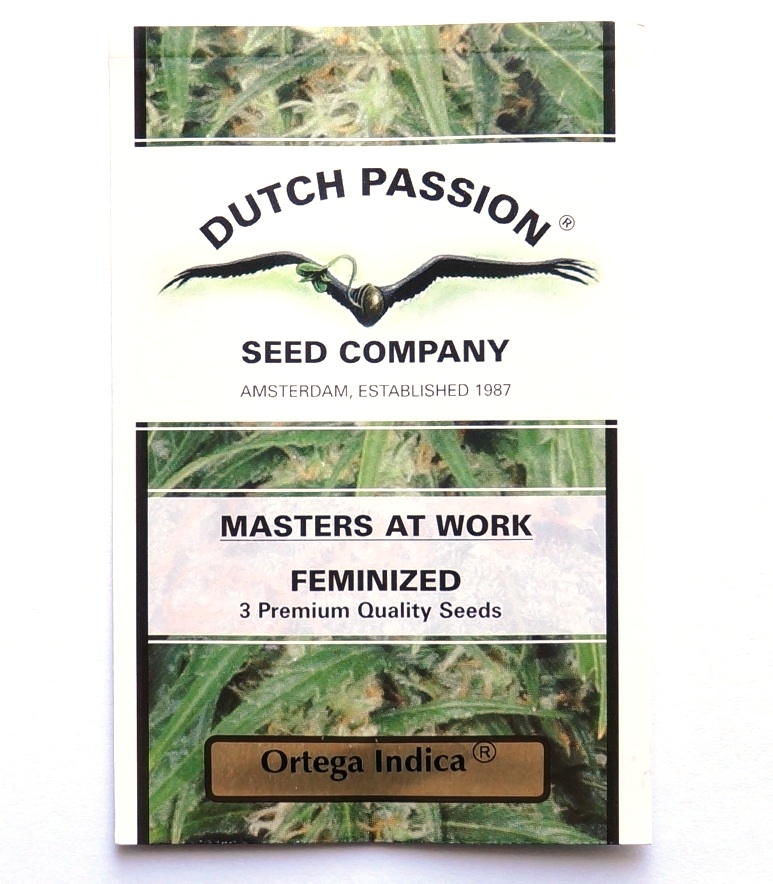 DUTCH PASSION®
SEED COMPANY
AMSTERDAM, ESTABLISHED 1987
MASTERS AT WORK
FEMINIZED
3 Premium Quality Seeds
Ortega Indica®